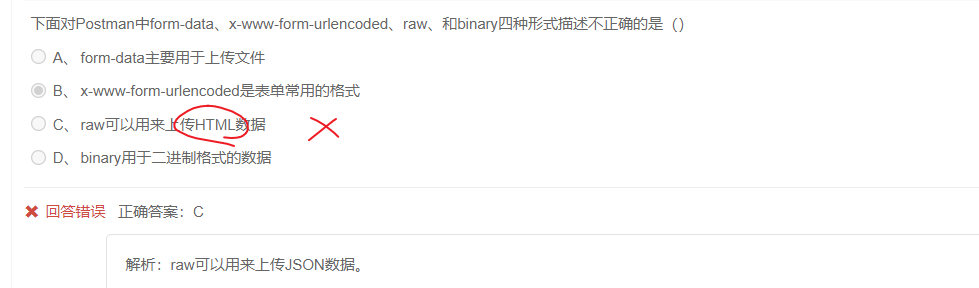 下面对Postman中form-data、x-www-form-urlencoded、raw、和binary四种形式描述不正确的是（）
A、 form-data主要用于上传文件
B、 x-www-form-urlencoded是表单常用的格式
C、 raw可以用来上传HTML数据
D、 binary用于二进制格式的数据
回答错误 正确答案：C
解析：raw可以用来上传JSON数据。